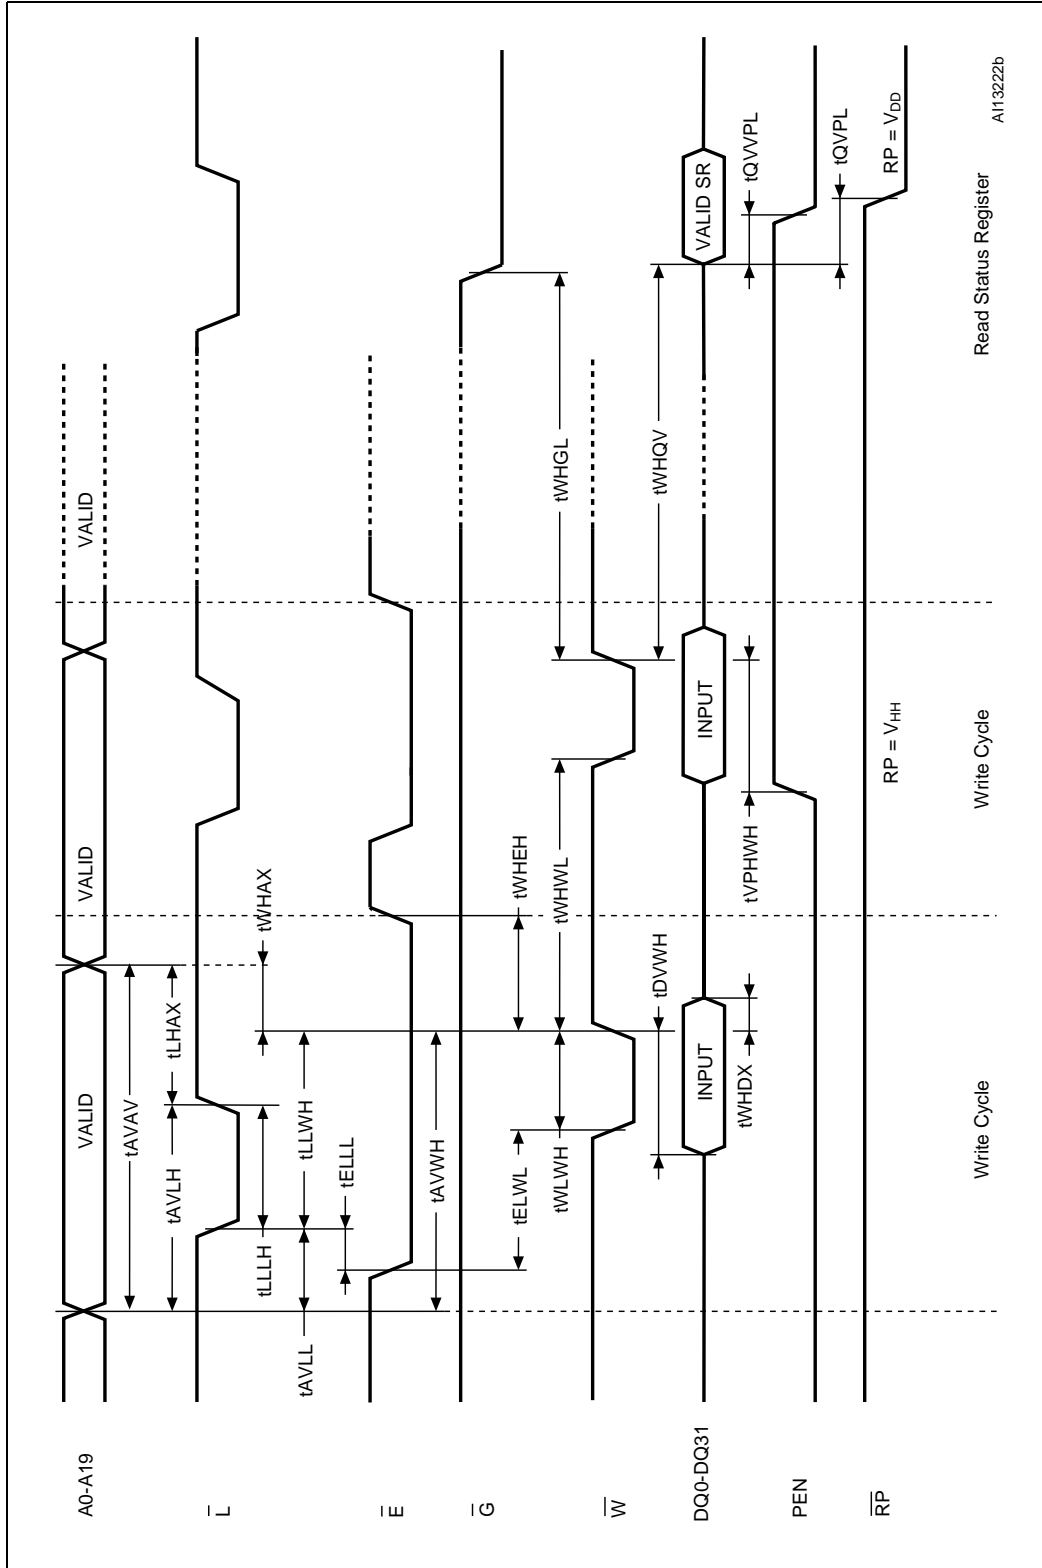 A0-A19
VALID
VALID
VALID
tAVAV
tAVLH
tLHAX
L
tLLLH
tWHAX
tAVLL
tLLWH
tELLL
E
tAVWH
G
tELWL
tWHEH
tWLWH
tWHWL
tWHGL
W
tDVWH
tWHQV
DQ0-DQ31
INPUT
INPUT
VALID SR
tWHDX
tVPHWH
tQVVPL
PEN
tQVPL
RP
RP = VHH
RP = VDD
Write Cycle
Write Cycle
Read Status Register
AI13222b